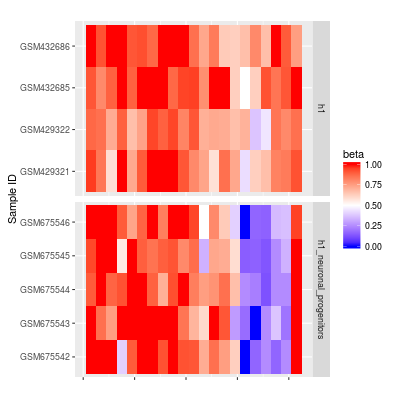 GSM432686
GSM432685
GSM429322
GSM429321
h1
GSM675546
GSM675545
GSM675544
GSM675543
GSM675542
h1_neuronal_progenitors
Sample ID
beta
1.00
0.75
0.50
0.25
0.00